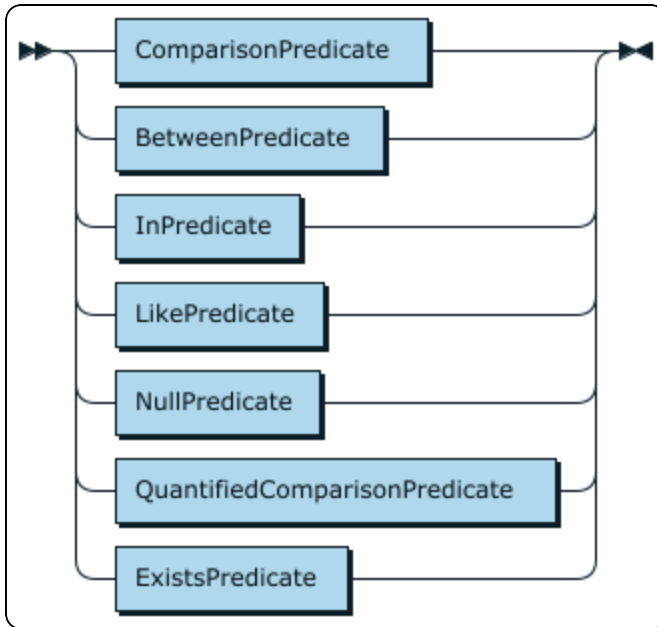 ComparisonPredicate
BetweenPredicate
InPredicate
LikePredicate
NullPredicate
QuantifiedComparisonPredicate
ExistsPredicate